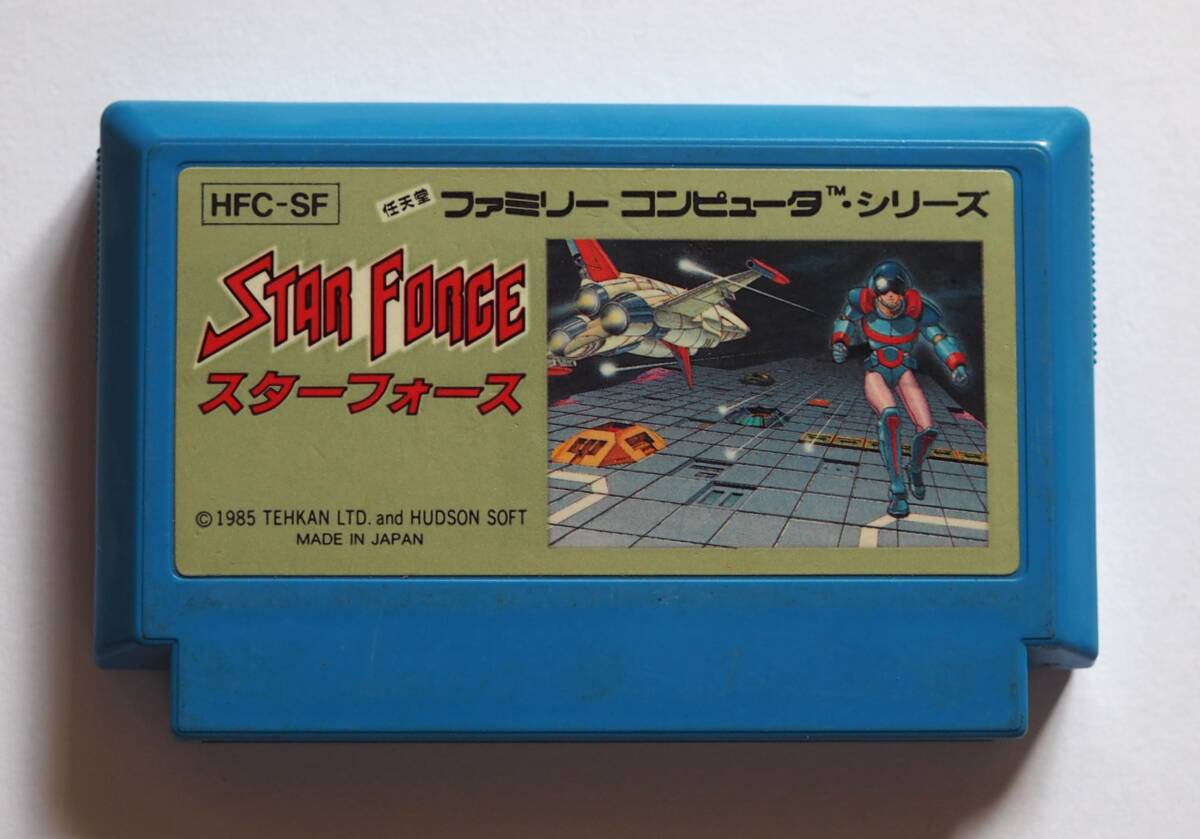 HFC-SF
任天堂 ファミリー コンピュータ™・シリーズ
STAR FORCE
スターフォース
©1985 TEHKAN LTD. and HUDSON SOFT
MADE IN JAPAN